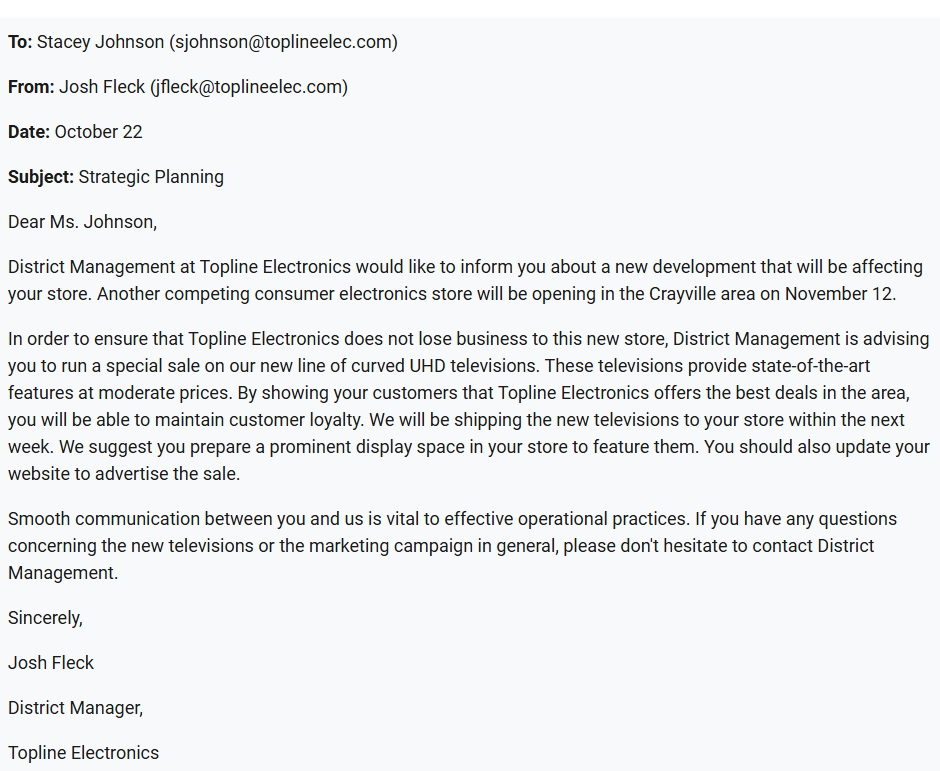 To: Stacey Johnson (sjohnson@toplineelec.com)
From: Josh Fleck (jfleck@toplineelec.com)
Date: October 22
Subject: Strategic Planning
Dear Ms. Johnson,
District Management at Topline Electronics would like to inform you about a new development that will be affecting
your store. Another competing consumer electronics store will be opening in the Crayville area on November 12.
In order to ensure that Topline Electronics does not lose business to this new store, District Management is advising
you to run a special sale on our new line of curved UHD televisions. These televisions provide state-of-the-art
features at moderate prices. By showing your customers that Topline Electronics offers the best deals in the area,
you will be able to maintain customer loyalty. We will be shipping the new televisions to your store within the next
week. We suggest you prepare a prominent display space in your store to feature them. You should also update your
website to advertise the sale.
Smooth communication between you and us is vital to effective operational practices. If you have any questions
concerning the new televisions or the marketing campaign in general, please don't hesitate to contact District
Management.
Sincerely,
Josh Fleck
District Manager,
Topline Electronics